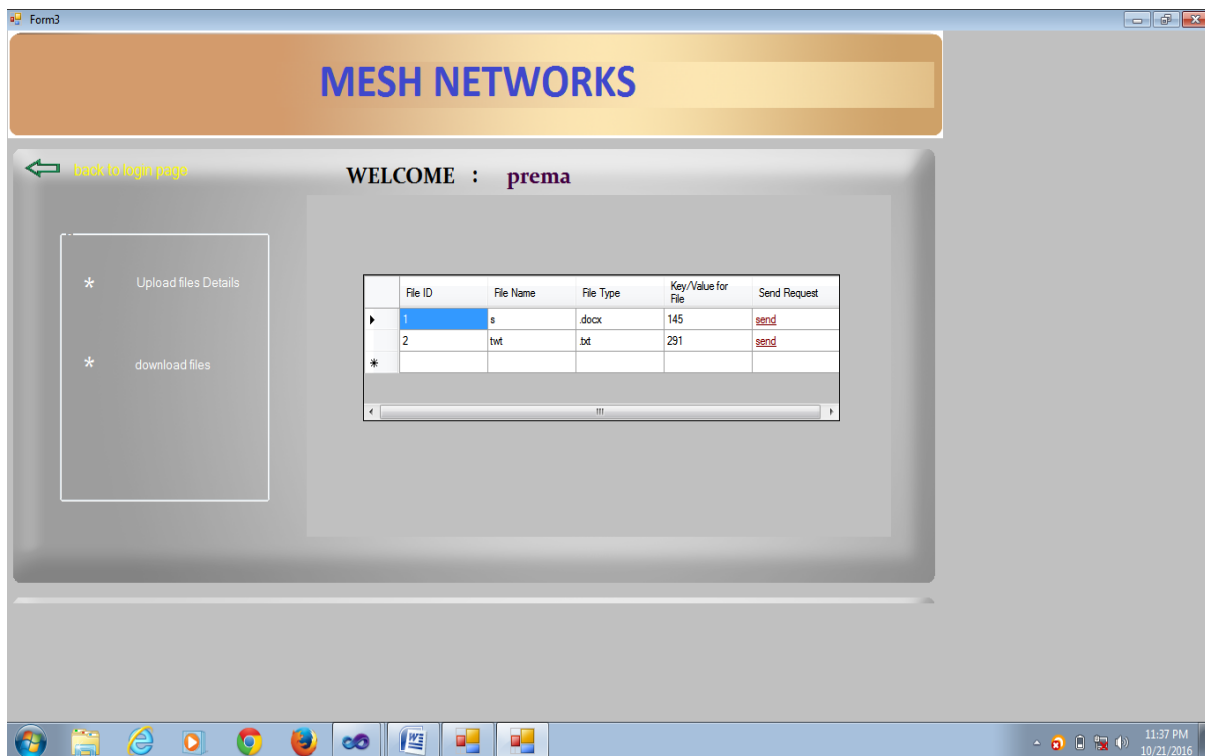 Form3
MESH NETWORKS
back to login page
WELCOME : prema
Upload files Details
download files
File ID File Name File Type Key/Value for File Send Request
1 s .docx 145 send
2 twt .txt 291 send
11:37 PM
10/21/2016